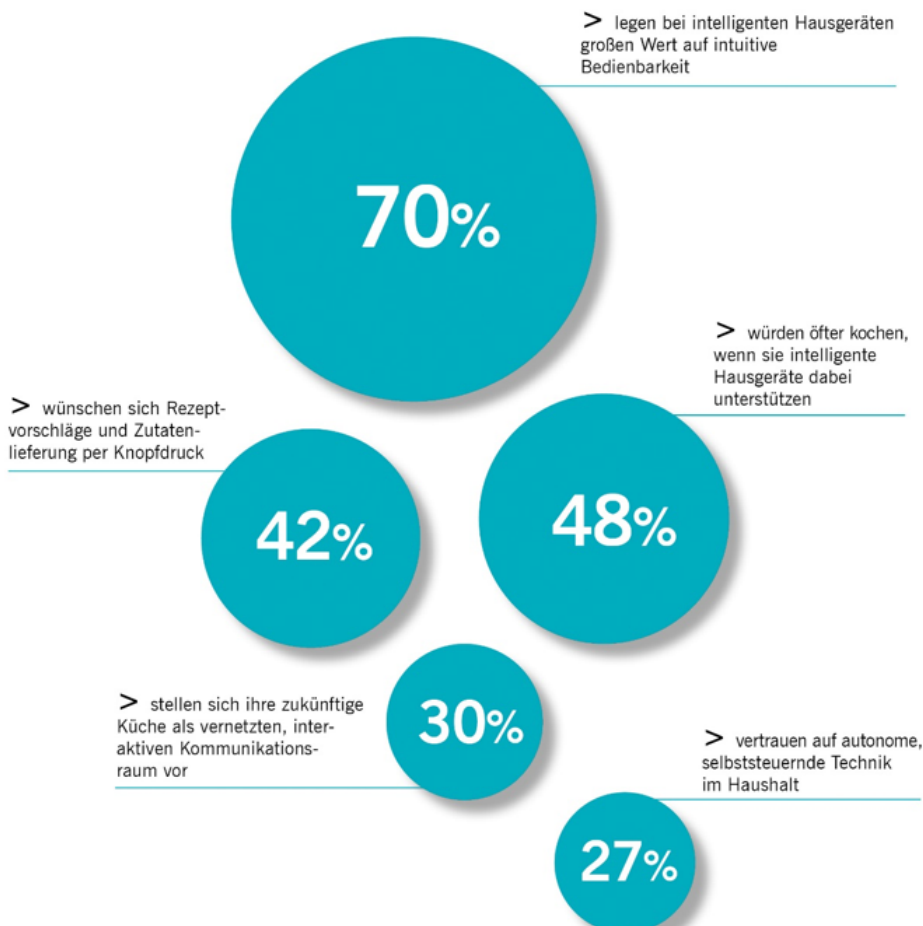 > legen bei intelligenten Hausgeräten
großen Wert auf intuitive
Bedienbarkeit
70%
> würden öfter kochen,
wenn sie intelligente
Hausgeräte dabei
unterstützen
48%
> wünschen sich Rezept-
vorschläge und Zutaten-
lieferung per Knopfdruck
42%
> stellen sich ihre zukünftige
Küche als vernetzten, inter-
aktiven Kommunikations-
raum vor
30%
> vertrauen auf autonome,
selbststeuernde Technik
im Haushalt
27%